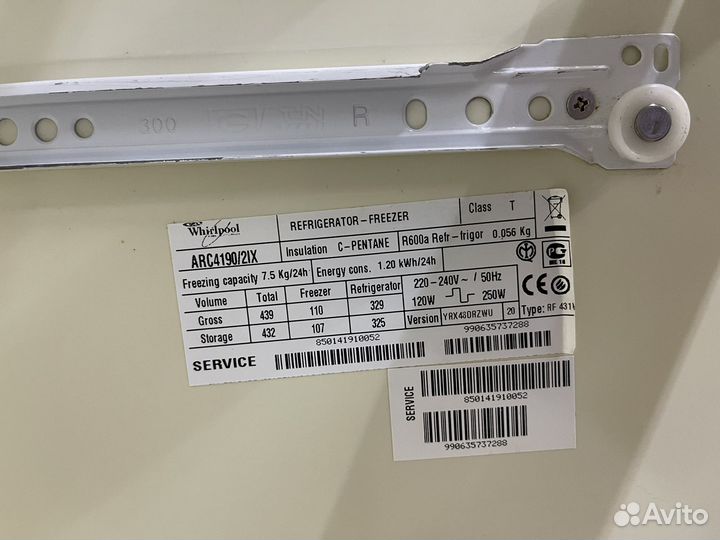 300 R
Whirlpool REFRIGERATOR-FREEZER Class T
ARC4190/2IX Insulation C-PENTANE R600a Refr-frigor 0.056 Kg
Freezing capacity 7.5 Kg/24h Energy cons. 1.20 kWh/24h
Volume Total Freezer Refrigerator 220-240V~ / 50Hz
Gross 439 110 329 120W 250W
Storage 432 107 325 Version YRX48DRZWU 20 Type: RF 431
SERVICE 850141910052 990635737288
SERVICE
850141910052
990635737288
Avito